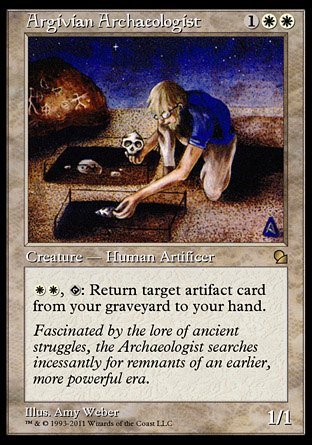 Argivian Archaeologist 1
Creature — Human Artificer
, : Return target artifact card
from your graveyard to your hand.
Fascinated by the lore of ancient
struggles, the Archaeologist searches
incessantly for remnants of an earlier,
more powerful era.
Illus. Amy Weber
™ & © 1993-2011 Wizards of the Coast LLC
1/1